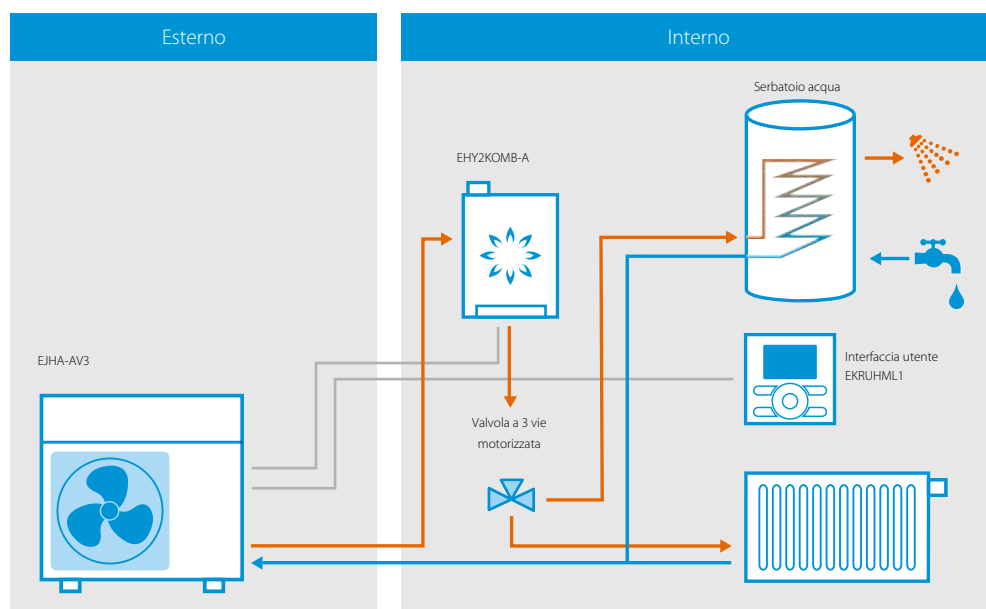 Esterno
Interno
Serbatoio acqua
EHY2KOMB-A
EJHA-AV3
Interfaccia utente
EKRUHML1
Valvola a 3 vie
motorizzata